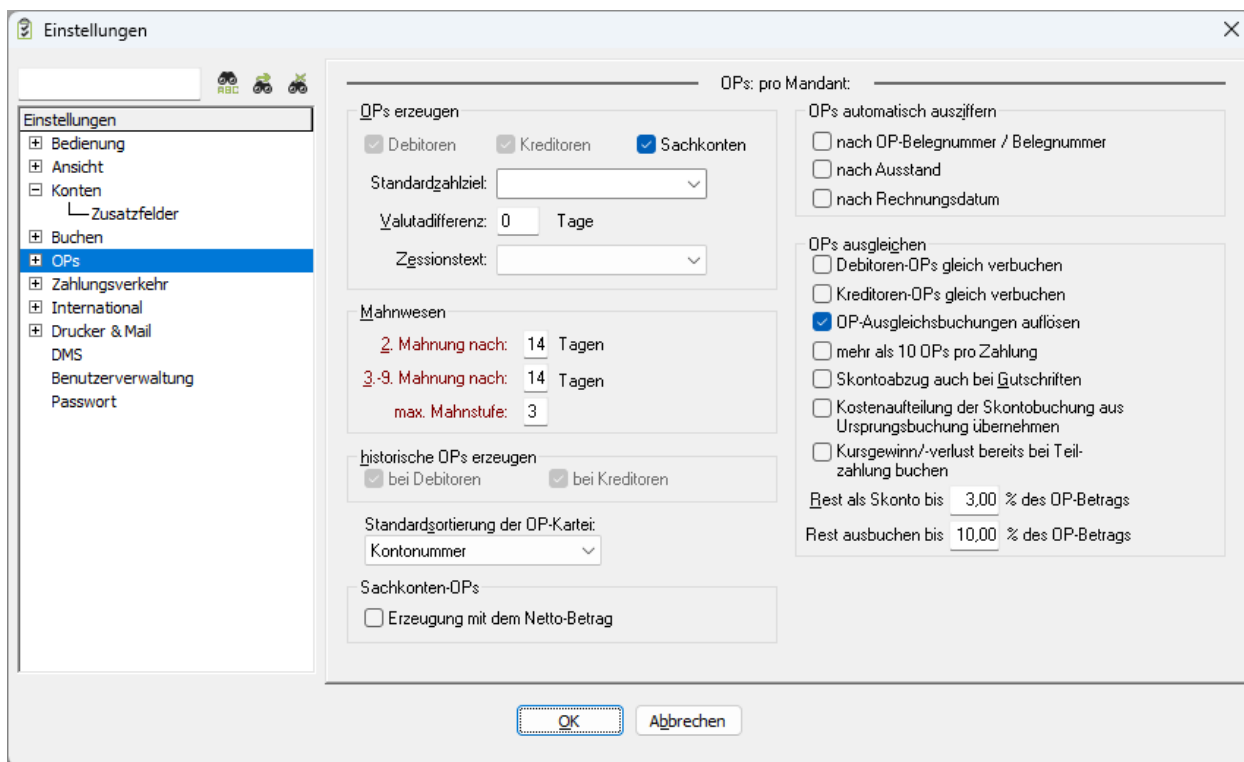 Einstellungen
ABC
Einstellungen
Bedienung
Ansicht
Konten
Zusatzfelder
Buchen
OPs
Zahlungsverkehr
International
Drucker & Mail
DMS
Benutzerverwaltung
Passwort
OPs: pro Mandant:
OPs erzeugen
Debitoren Kreditoren Sachkonten
Standardzahlziel:
Valutadifferenz: 0 Tage
Zessionstext:
Mahnwesen
2. Mahnung nach: 14 Tagen
3.-9. Mahnung nach: 14 Tagen
max. Mahnstufe: 3
historische OPs erzeugen
bei Debitoren bei Kreditoren
Standardsortierung der OP-Kartei:
Kontonummer
Sachkonten-OPs
Erzeugung mit dem Netto-Betrag
OPs automatisch ausziffern
nach OP-Belegnummer / Belegnummer
nach Ausstand
nach Rechnungsdatum
OPs ausgleichen
Debitoren-OPs gleich verbuchen
Kreditoren-OPs gleich verbuchen
OP-Ausgleichsbuchungen auflösen
mehr als 10 OPs pro Zahlung
Skontoabzug auch bei Gutschriften
Kostenaufteilung der Skontobuchung aus
Ursprungsbuchung übernehmen
Kursgewinn/-verlust bereits bei Teil-
zahlung buchen
Rest als Skonto bis 3,00 % des OP-Betrags
Rest ausbuchen bis 10,00 % des OP-Betrags
OK Abbrechen